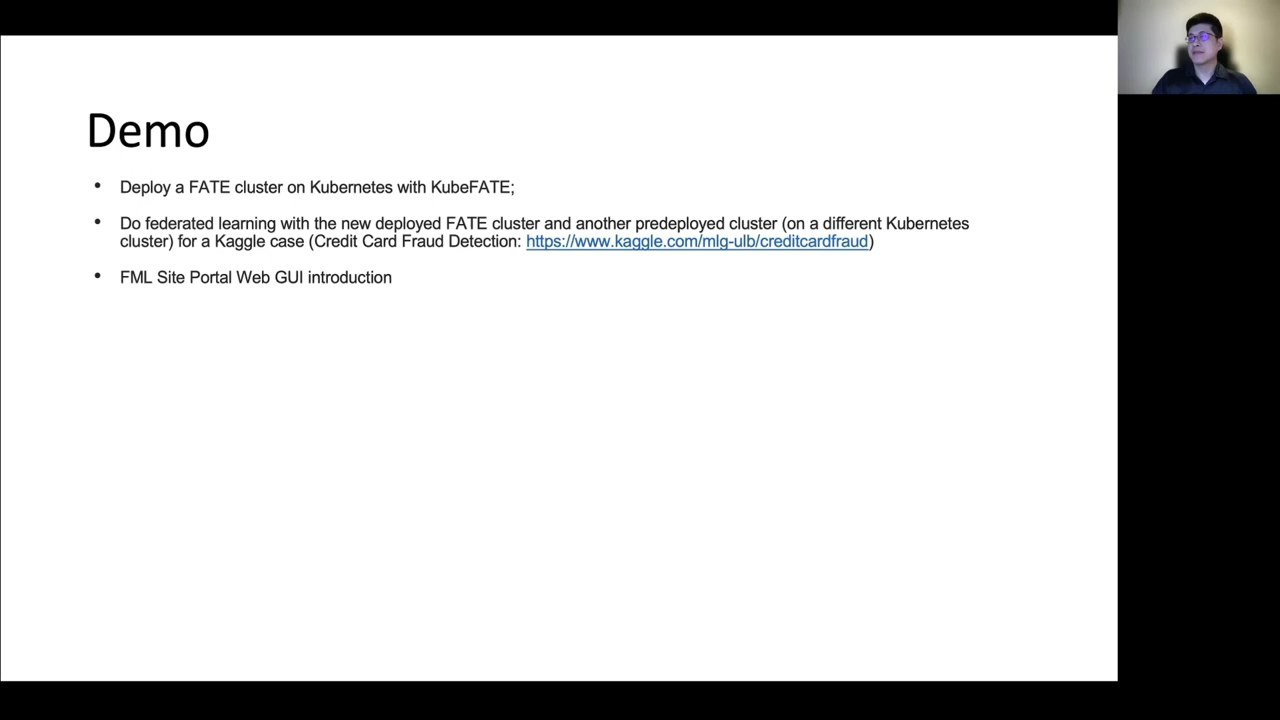 Demo
• Deploy a FATE cluster on Kubernetes with KubeFATE;
• Do federated learning with the new deployed FATE cluster and another predeployed cluster (on a different Kubernetes
cluster) for a Kaggle case (Credit Card Fraud Detection: https://www.kaggle.com/mlg-ulb/creditcardfraud)
• FML Site Portal Web GUI introduction